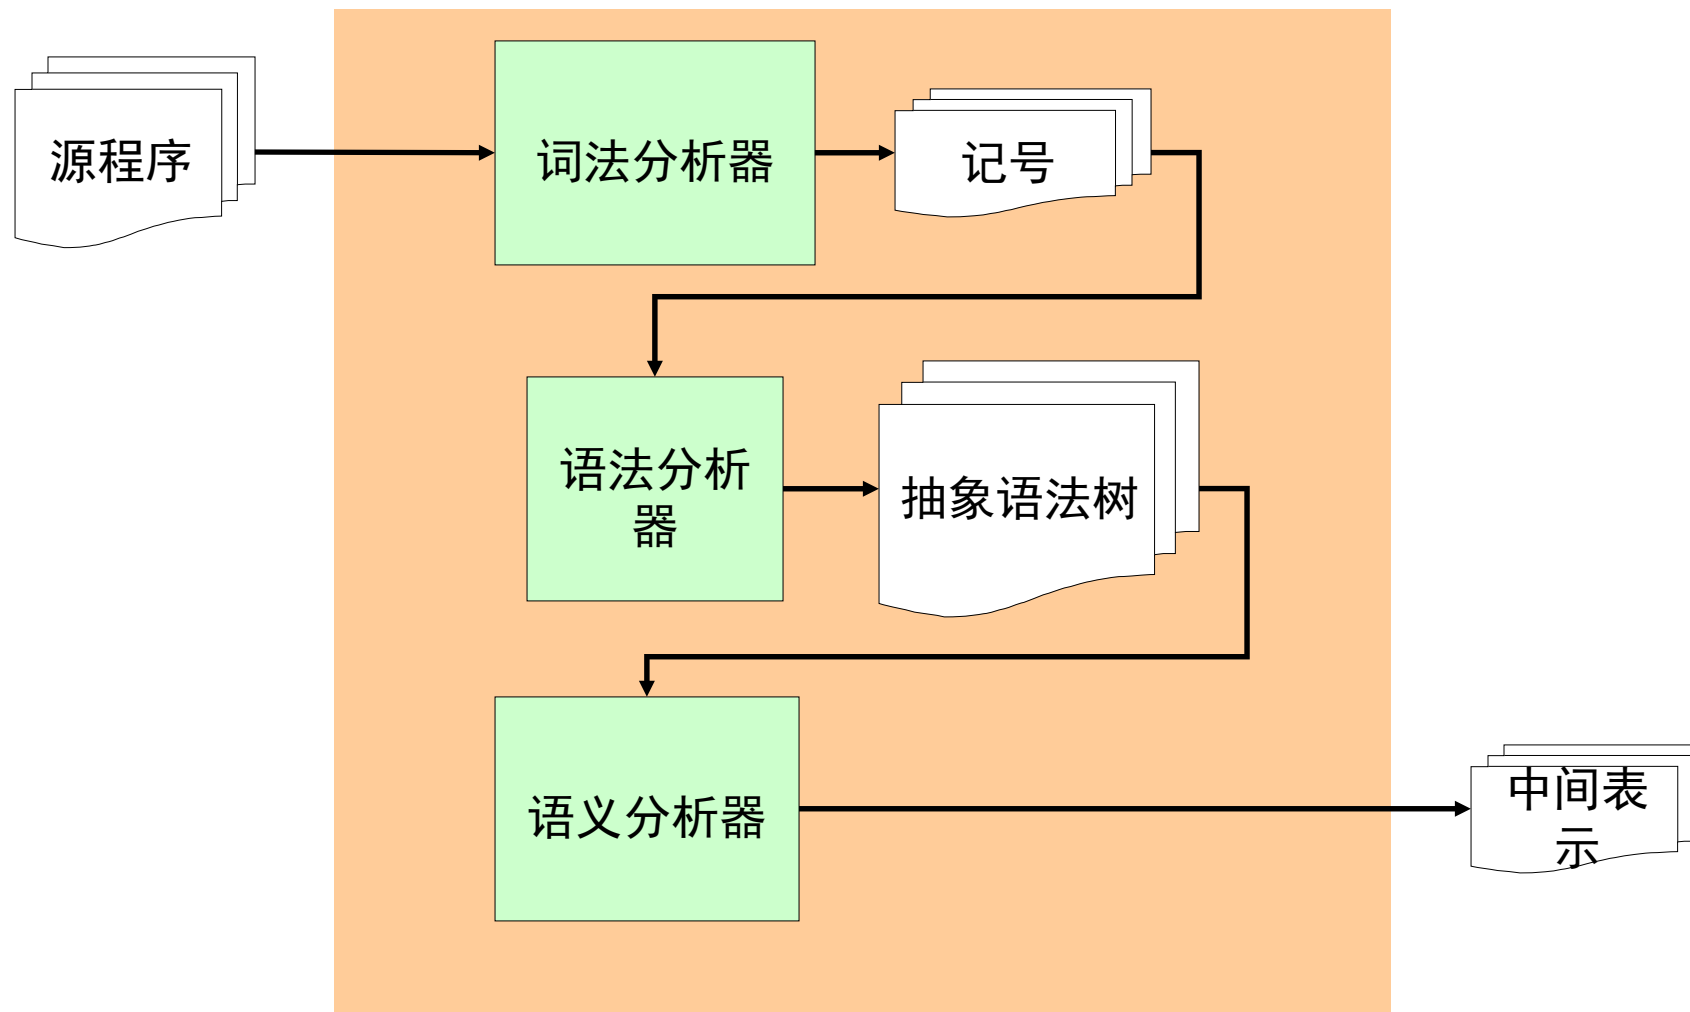 源程序
词法分析器
记号
语法分析
器
抽象语法树
语义分析器
中间表
示